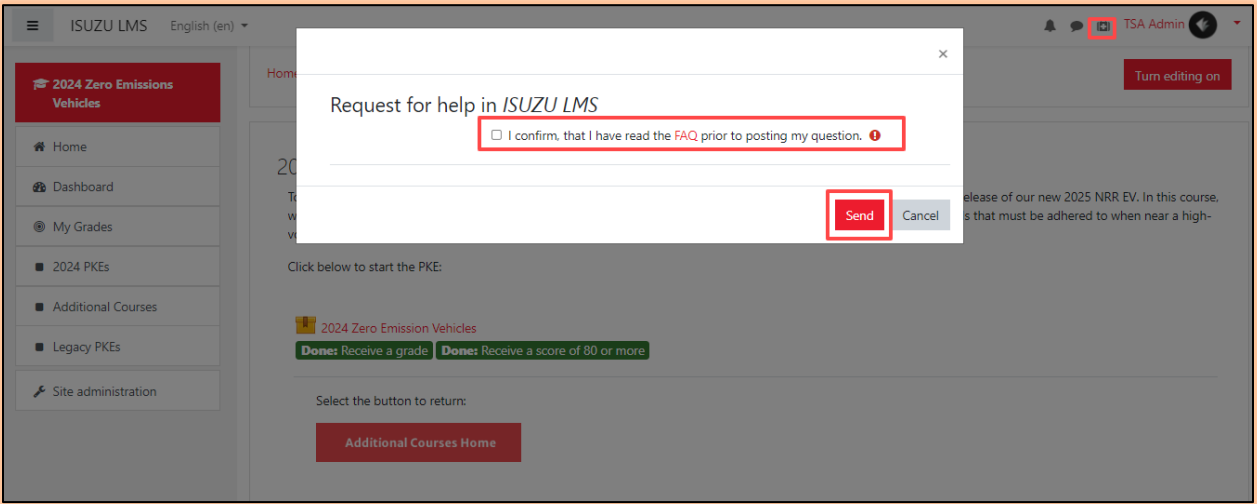 ISUZU LMS English (en)
TSA Admin
2024 Zero Emissions
Vehicles
Home
Dashboard
My Grades
2024 PKEs
Additional Courses
Legacy PKEs
Site administration
Turn editing on
×
Request for help in ISUZU LMS
I confirm, that I have read the FAQ prior to posting my question.
Send Cancel
elease of our new 2025 NRR EV. In this course,
s that must be adhered to when near a high-
Click below to start the PKE:
2024 Zero Emission Vehicles
Done: Receive a grade Done: Receive a score of 80 or more
Select the button to return:
Additional Courses Home